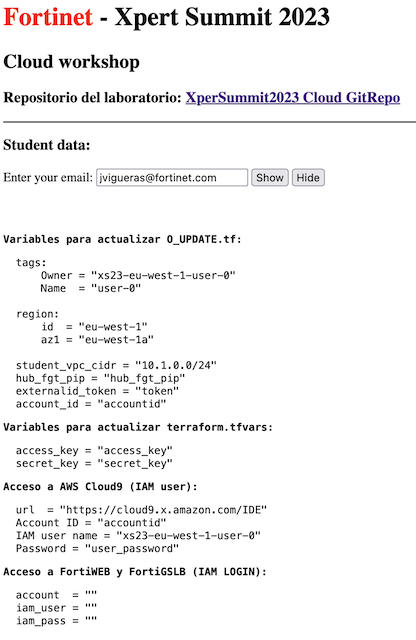 Fortinet - Xpert Summit 2023
Cloud workshop
Repositorio del laboratorio: XperSummit2023 Cloud GitRepo
Student data:
Enter your email: jvigueras@fortinet.com Show Hide
Variables para actualizar O_UPDATE.tf:
tags:
Owner = "xs23-eu-west-1-user-0"
Name = "user-0"
region:
id = "eu-west-1"
az1 = "eu-west-1a"
student_vpc_cidr = "10.1.0.0/24"
hub_fgt_pip = "hub_fgt_pip"
externalid_token = "token"
account_id = "accountid"
Variables para actualizar terraform.tfvars:
access_key = "access_key"
secret_key = "secret_key"
Acceso a AWS Cloud9 (IAM user):
url = "https://cloud9.x.amazon.com/IDE"
Account ID = "accountid"
IAM user name = "xs23-eu-west-1-user-0"
Password = "user_password"
Acceso a FortiWEB y FortiGSLB (IAM LOGIN):
account = ""
iam_user = ""
iam_pass = ""